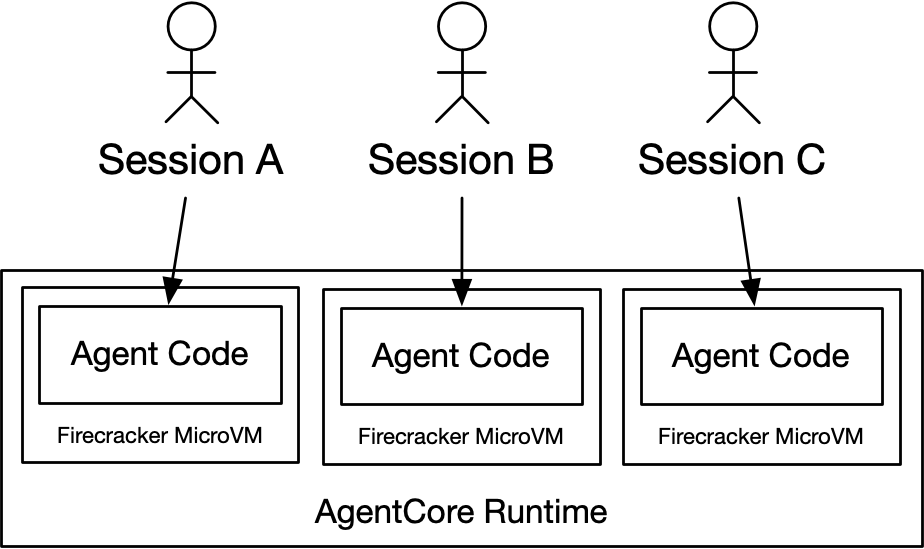 Session A
Session B
Session C
Agent Code
Agent Code
Agent Code
Firecracker MicroVM
Firecracker MicroVM
Firecracker MicroVM
AgentCore Runtime